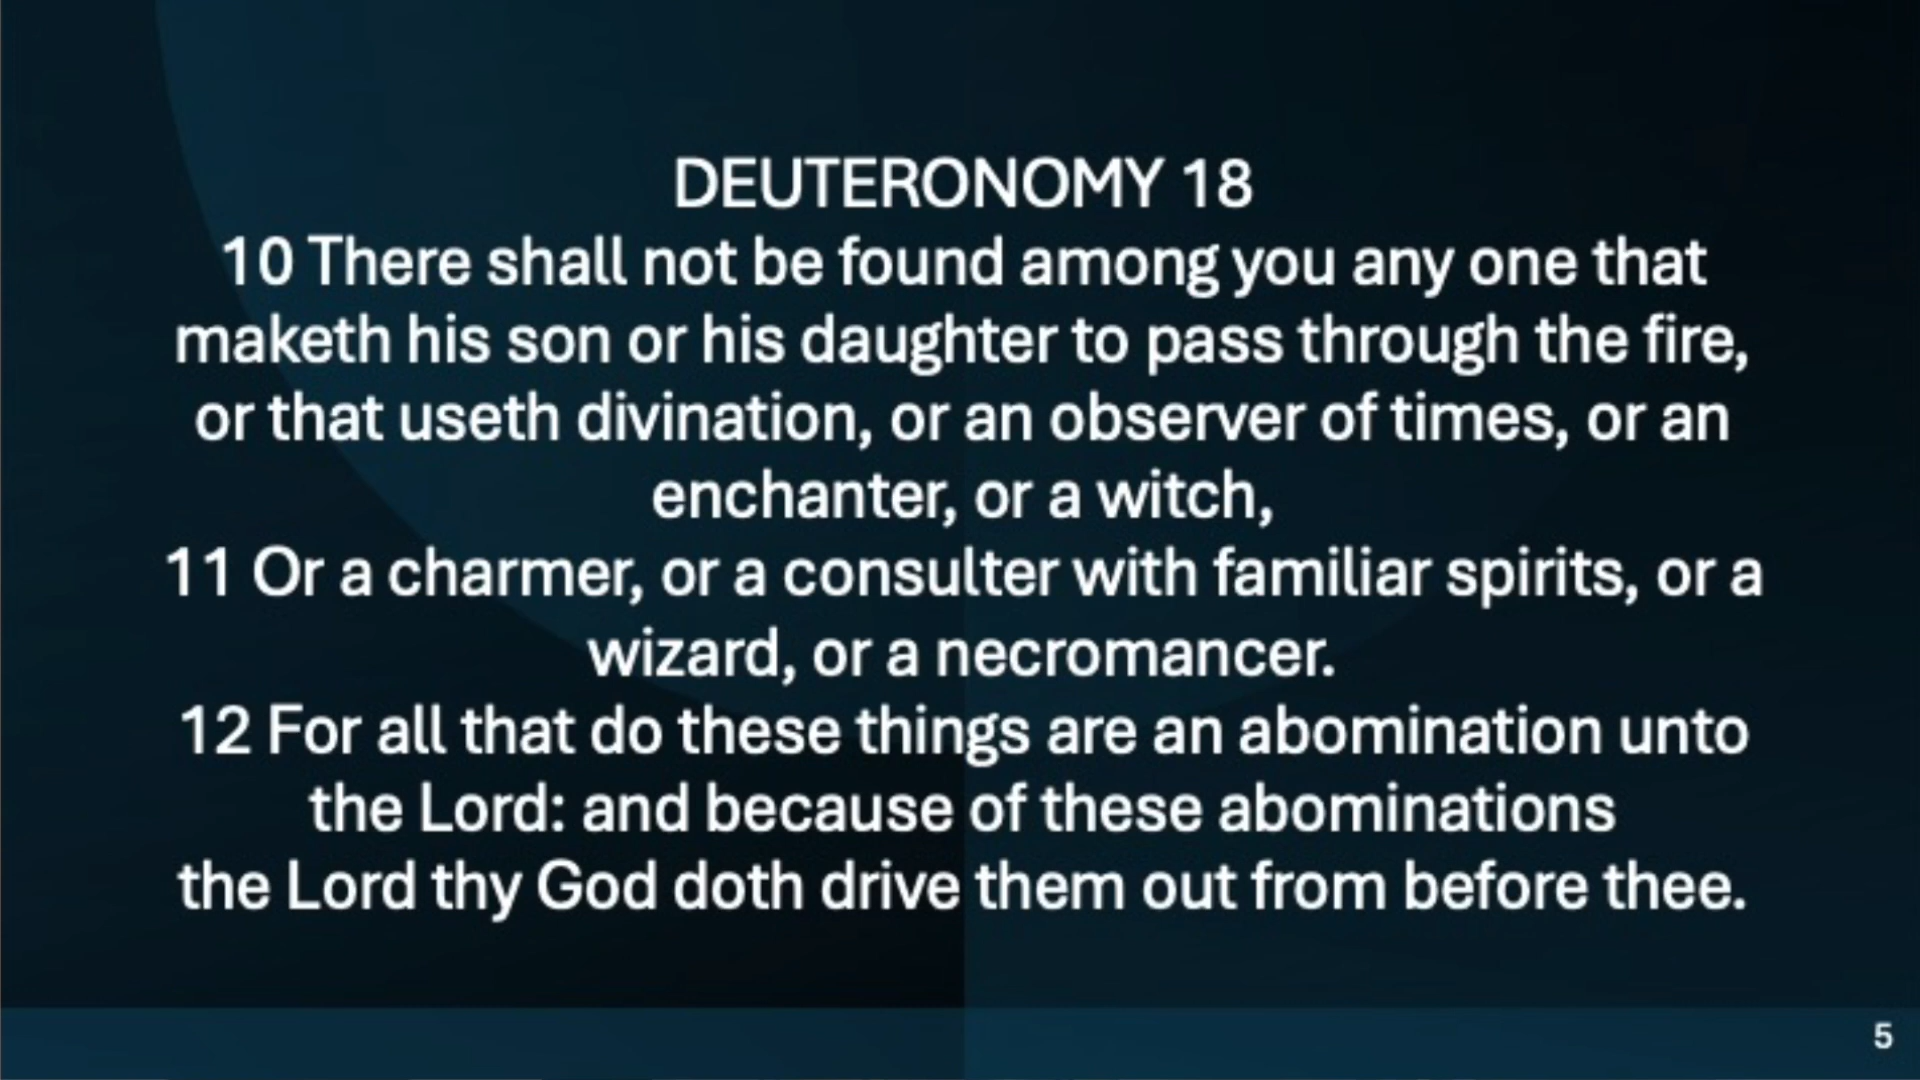 DEUTERONOMY 18
10 There shall not be found among you any one that
maketh his son or his daughter to pass through the fire,
or that useth divination, or an observer of times, or an
enchanter, or a witch,
11 Or a charmer, or a consulter with familiar spirits, or a
wizard, or a necromancer.
12 For all that do these things are an abomination unto
the Lord: and because of these abominations
the Lord thy God doth drive them out from before thee.
5